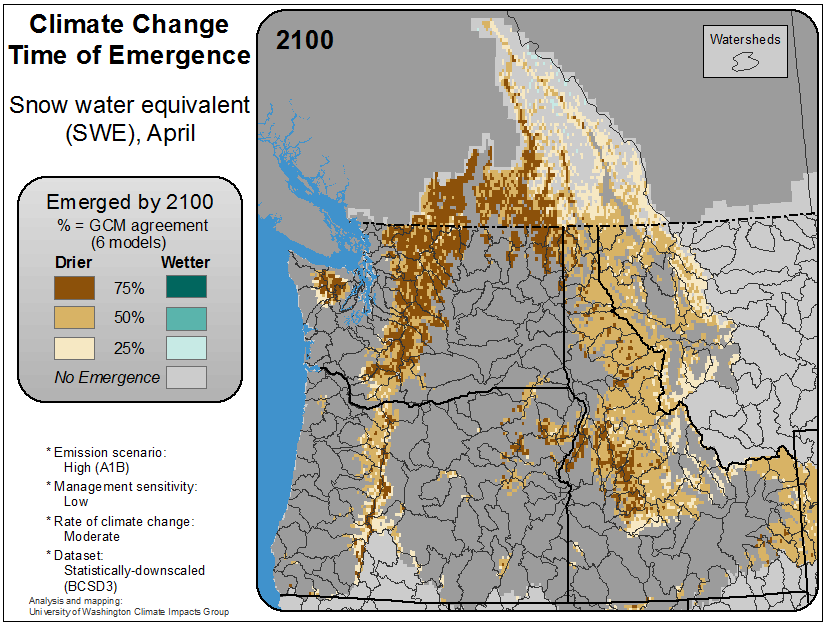 Climate Change
Time of Emergence
Snow water equivalent
(SWE), April
Emerged by 2100
% = GCM agreement
(6 models)
Drier Wetter
75%
50%
25%
No Emergence
* Emission scenario:
High (A1B)
* Management sensitivity:
Low
* Rate of climate change:
Moderate
* Dataset:
Statistically-downscaled
(BCSD3)
Analysis and mapping:
University of Washington Climate Impacts Group
2100
Watersheds